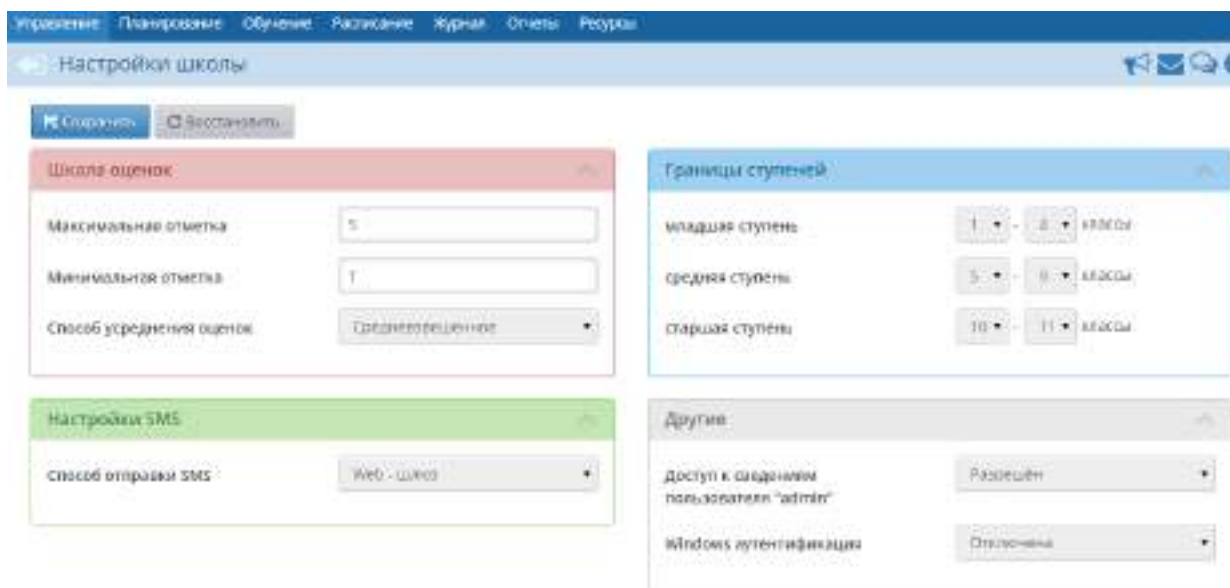 Управление Планирование Обучение Расписание Журнал Отчеты Ресурсы
Настройки школы
Сохранить Восстановить
Шкала оценок
Максимальная отметка 5
Минимальная отметка 1
Способ усреднения оценок Средневзвешенное
Границы ступеней
младшая ступень 1 - 4 классы
средняя ступень 5 - 9 классы
старшая ступень 10 - 11 классы
Настройки SMS
Способ отправки SMS Web - шлюз
Другие
Доступ к сведениям Разрешён
пользователя "admin"
Windows аутентификация Отключена